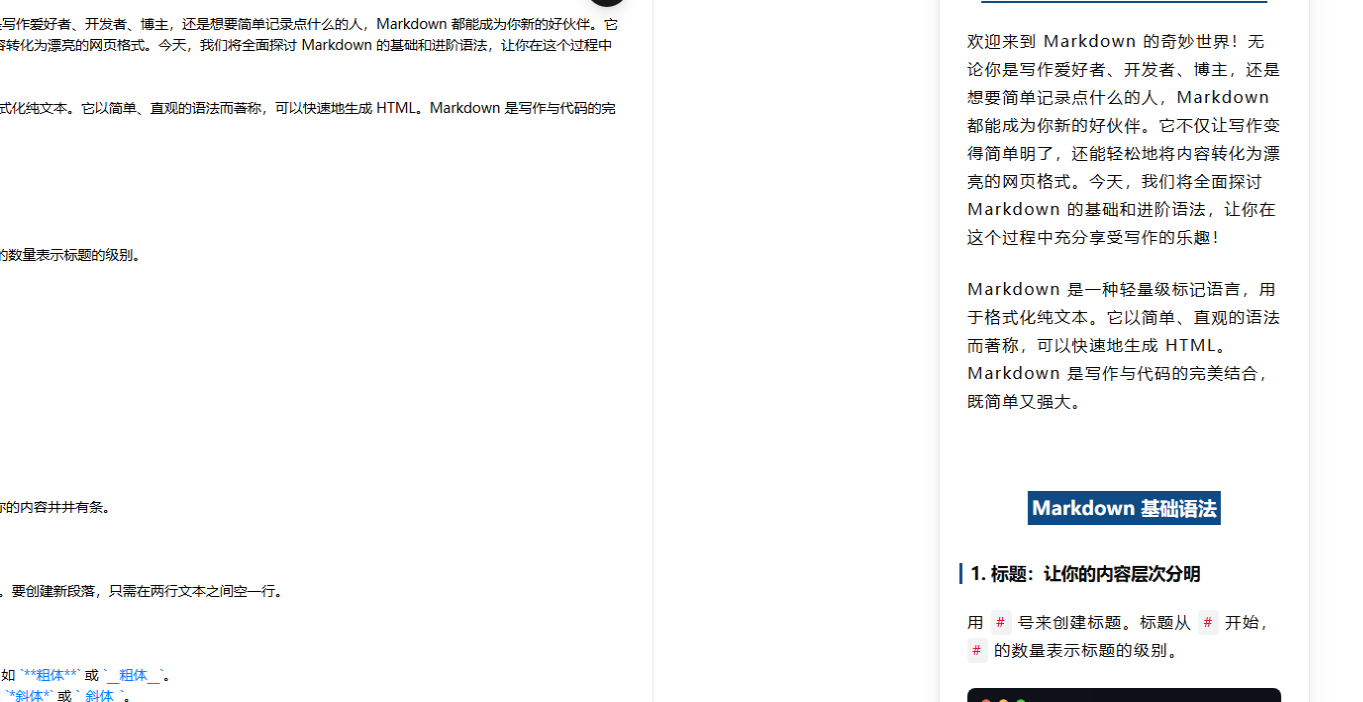 写作爱好者、开发者、博主，还是想要简单记录点什么的人，Markdown 都能成为你新的好伙伴。它
容转化为漂亮的网页格式。今天，我们将全面探讨 Markdown 的基础和进阶语法，让你在这个过程中
式化纯文本。它以简单、直观的语法而著称，可以快速地生成 HTML。Markdown 是写作与代码的完
的数量表示标题的级别。
你的内容井井有条。
。要创建新段落，只需在两行文本之间空一行。
如 `**粗体**` 或 `__粗体__`。
`*斜体*` 或 `_斜体_`。
欢迎来到 Markdown 的奇妙世界！无
论你是写作爱好者、开发者、博主，还是
想要简单记录点什么的人，Markdown
都能成为你新的好伙伴。它不仅让写作变
得简单明了，还能轻松地将内容转化为漂
亮的网页格式。今天，我们将全面探讨
Markdown 的基础和进阶语法，让你在
这个过程中充分享受写作的乐趣！
Markdown 是一种轻量级标记语言，用
于格式化纯文本。它以简单、直观的语法
而著称，可以快速地生成 HTML。
Markdown 是写作与代码的完美结合，
既简单又强大。
Markdown 基础语法
1. 标题：让你的内容层次分明
用 # 号来创建标题。标题从 # 开始，
# 的数量表示标题的级别。